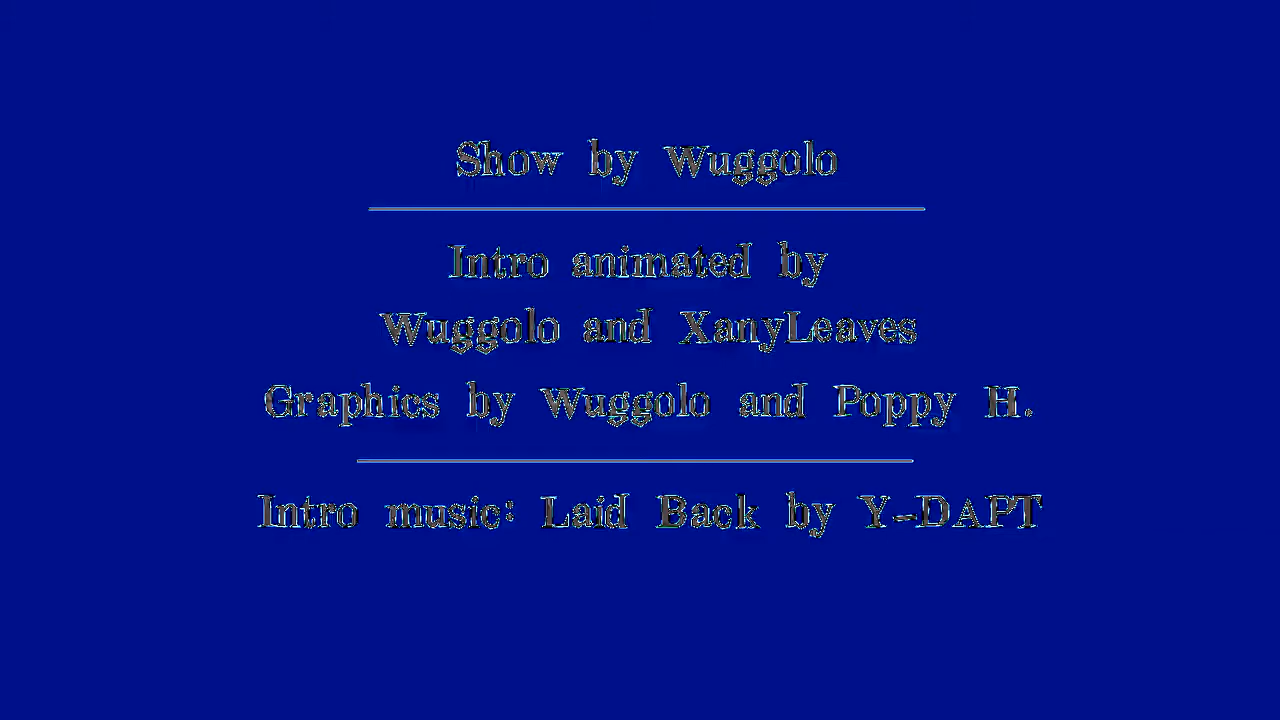 Show by Wuggolo
Intro animated by
Wuggolo and XanyLeaves
Graphics by Wuggolo and Poppy H.
Intro music: Laid Back by Y-DAPT